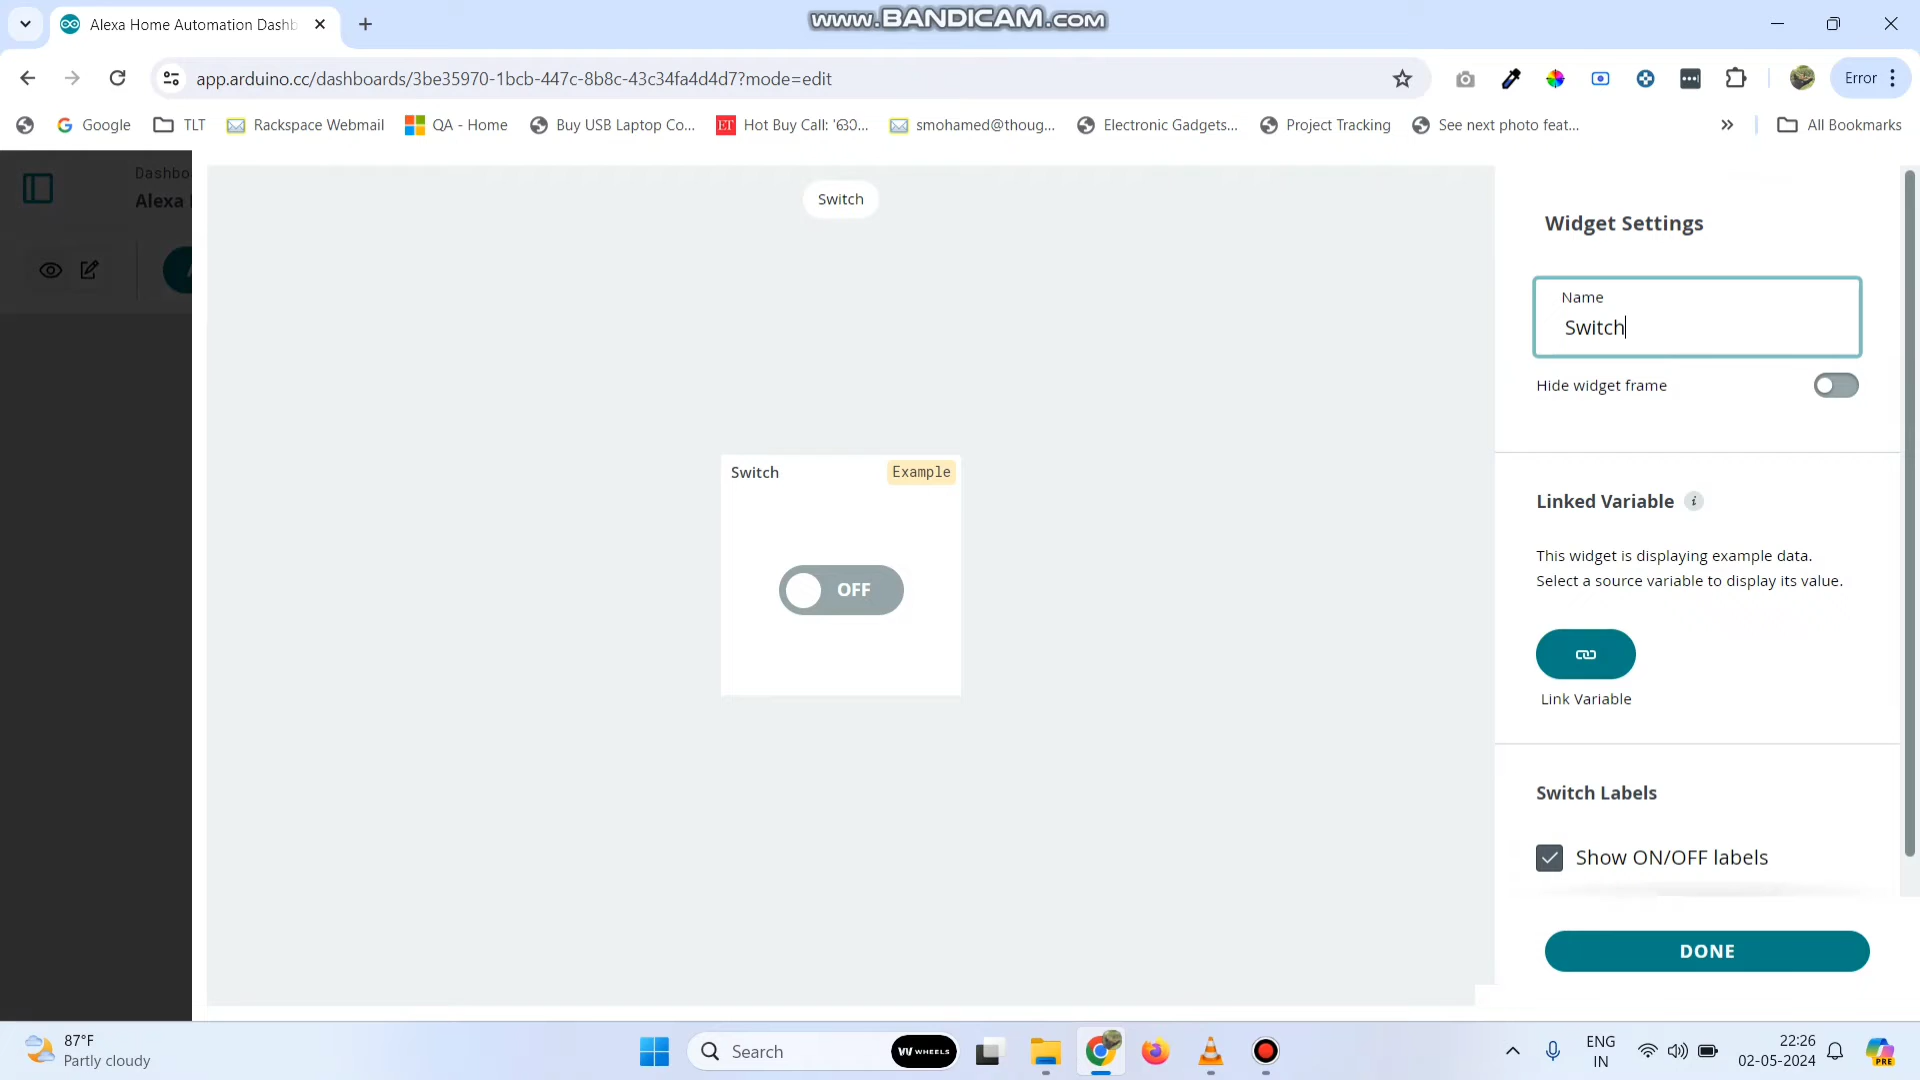 Alexa Home Automation Dashb
www.BANDICAM.com
app.arduino.cc/dashboards/3be35970-1bcb-447c-8b8c-43c34fa4d4d7?mode=edit
Error
Google
TLT
Rackspace Webmail
QA - Home
Buy USB Laptop Co...
ET
Electronic Gadgets...
smohamed@thoug...
Project Tracking
See next photo feat...
All Bookmarks
Dashbo
Alexa
Switch
Widget Settings
Name
Switch
Hide widget frame
Switch
Example
OFF
Linked Variable
This widget is displaying example data.
Select a source variable to display its value.
Link Variable
Switch Labels
Show ON/OFF labels
DONE
87°F
Partly cloudy
Search
WHEELS
ENG
IN
22:26
02-05-2024
PRE